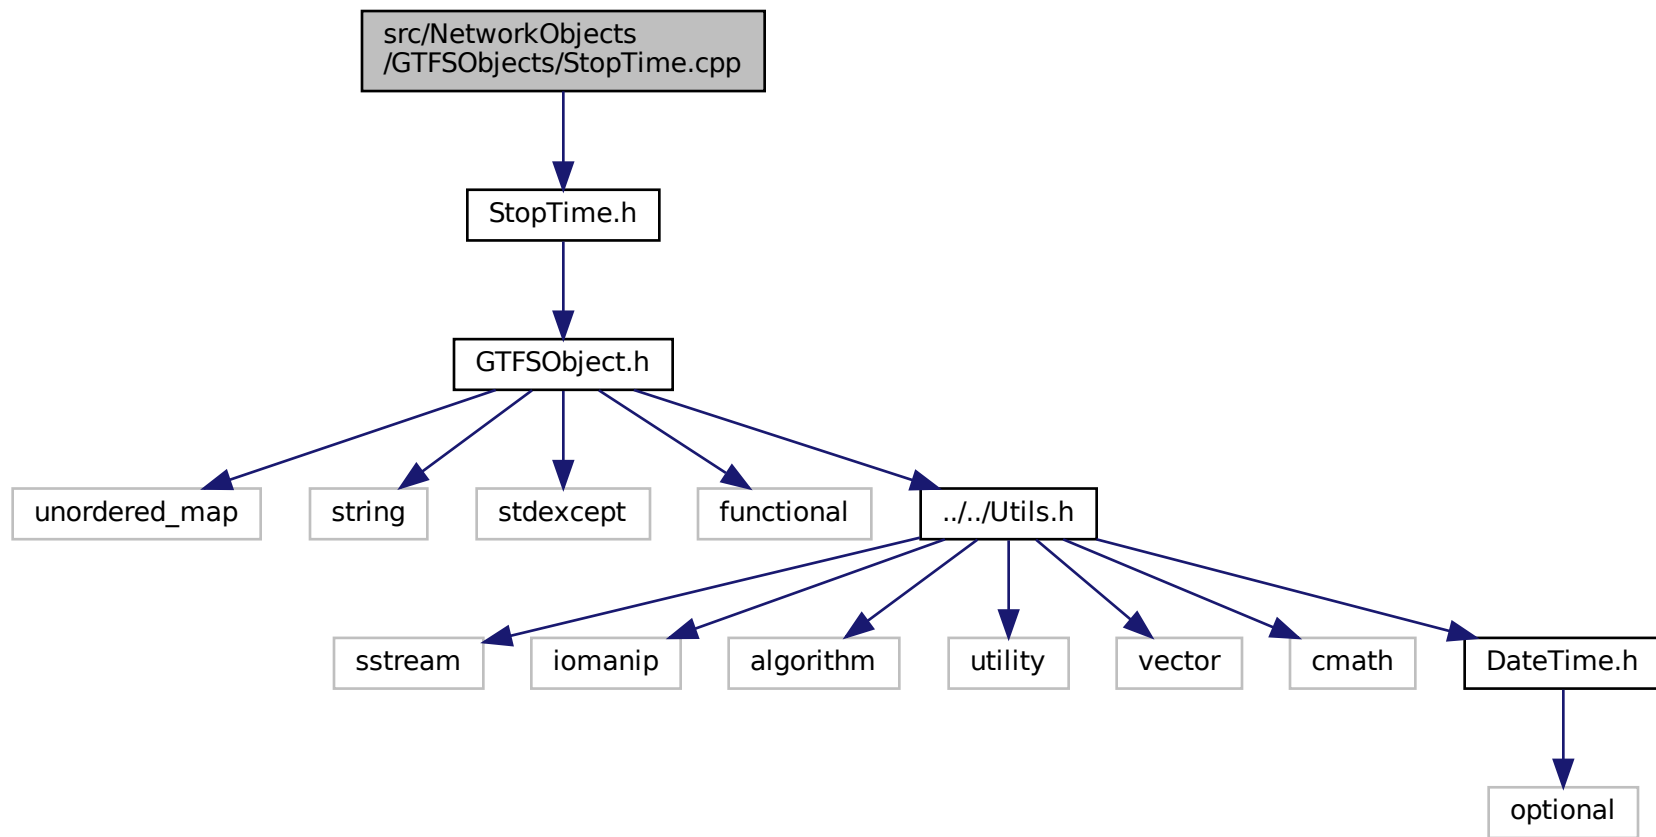 src/NetworkObjects
/GTFSObjects/StopTime.cpp
StopTime.h
GTFSObject.h
unordered_map
string
stdexcept
functional
../../Utils.h
sstream
iomanip
algorithm
utility
vector
cmath
DateTime.h
optional